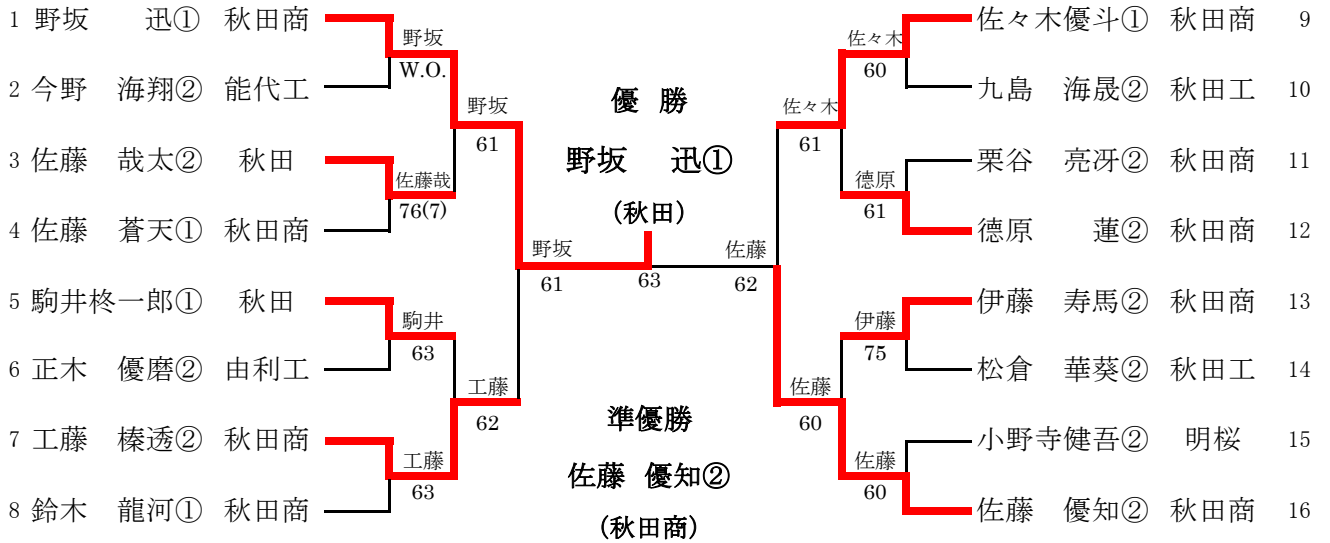 1 野坂　迅① 秋田商
野坂
W.O.
2 今野　海翔② 能代工
野坂
61
3 佐藤　哉太② 秋田
佐藤哉
76(7)
4 佐藤　蒼天① 秋田商
野坂
61
5 駒井柊一郎① 秋田
駒井
63
6 正木　優磨② 由利工
工藤
62
7 工藤　榛透② 秋田商
工藤
63
8 鈴木　龍河① 秋田商
優 勝
野坂　迅①
(秋田)
63
準優勝
佐藤 優知②
(秋田商)
佐々木優斗① 秋田商 9
佐々木
60
九島　海晟② 秋田工 10
佐々木
61
栗谷　亮冴② 秋田商 11
德原
61
德原　蓮② 秋田商 12
佐藤
62
伊藤　寿馬② 秋田商 13
伊藤
75
松倉　華葵② 秋田工 14
佐藤
60
小野寺健吾② 明桜 15
佐藤
60
佐藤　優知② 秋田商 16